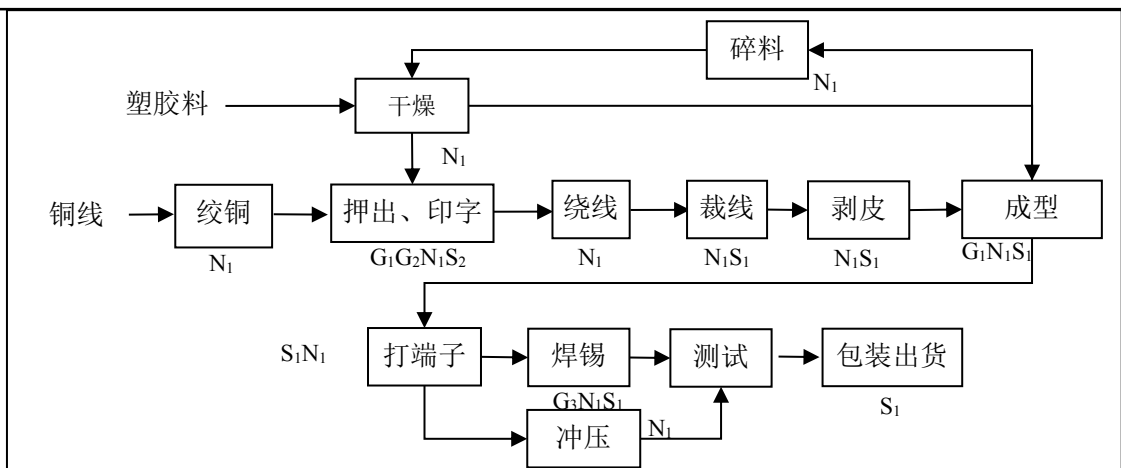 碎料
N₁
塑胶料
干燥
N₁
铜线
绞铜
押出、印字
绕线
裁线
剥皮
成型
N₁
G₁G₂N₁S₂
N₁
N₁S₁
N₁S₁
G₁N₁S₁
S₁N₁
打端子
焊锡
测试
包装出货
G₃N₁S₁
S₁
冲压
N₁